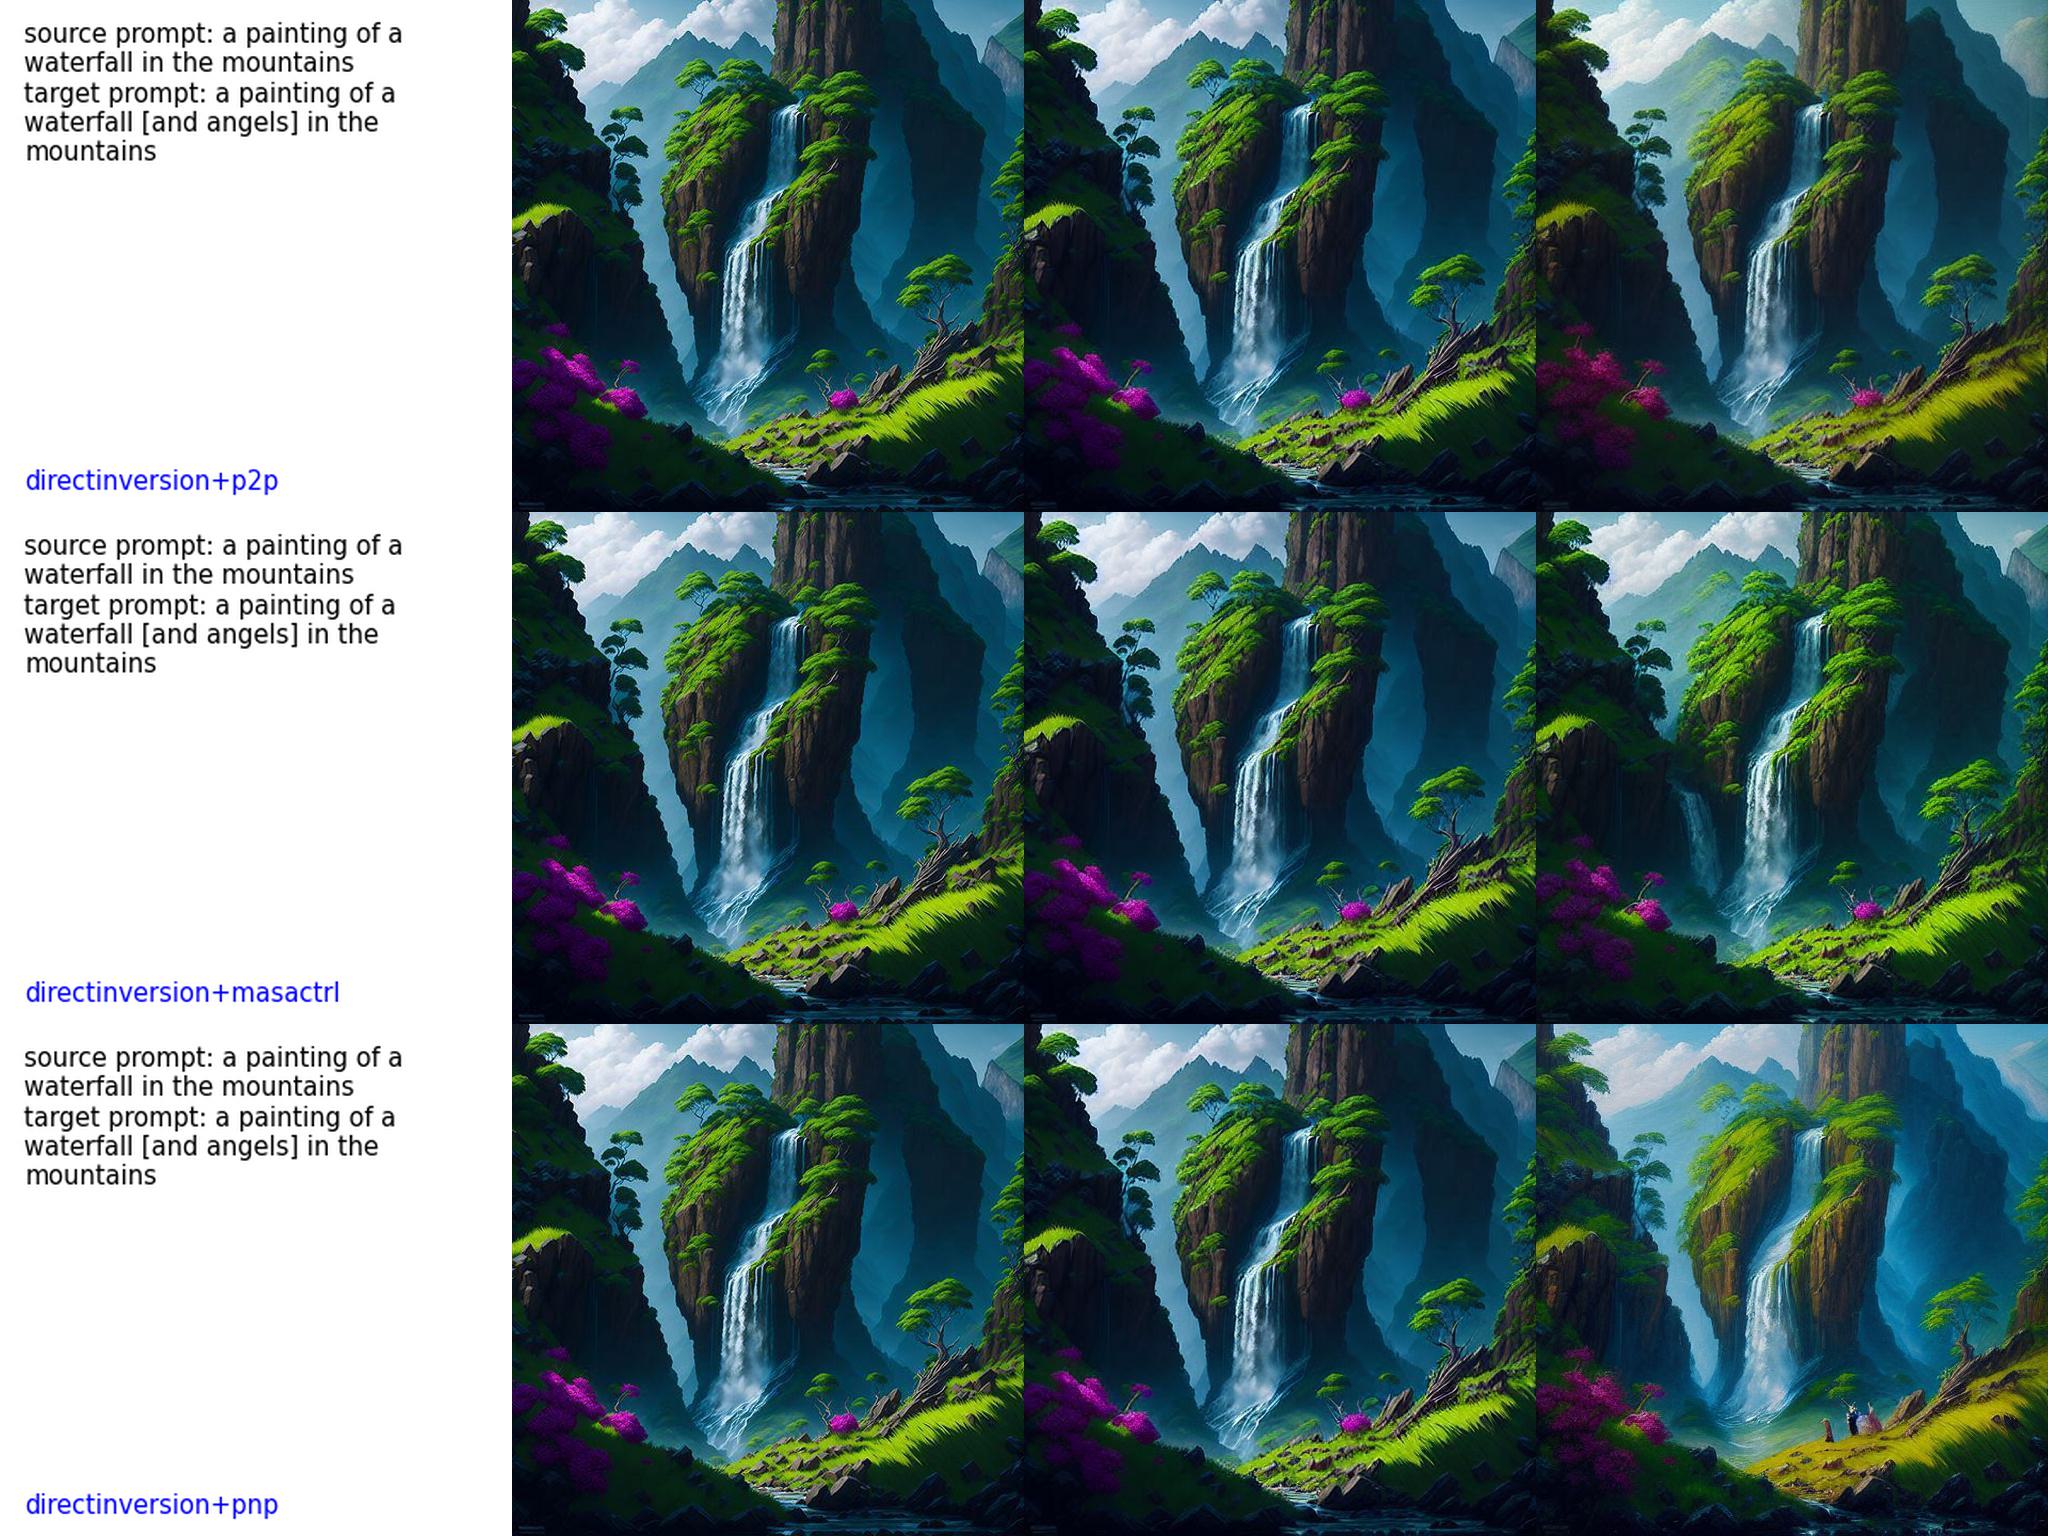 source prompt: a painting of a
waterfall in the mountains
target prompt: a painting of a
waterfall [and angels] in the
mountains
directinversion+p2p
source prompt: a painting of a
waterfall in the mountains
target prompt: a painting of a
waterfall [and angels] in the
mountains
directinversion+masactrl
source prompt: a painting of a
waterfall in the mountains
target prompt: a painting of a
waterfall [and angels] in the
mountains
directinversion+pnp